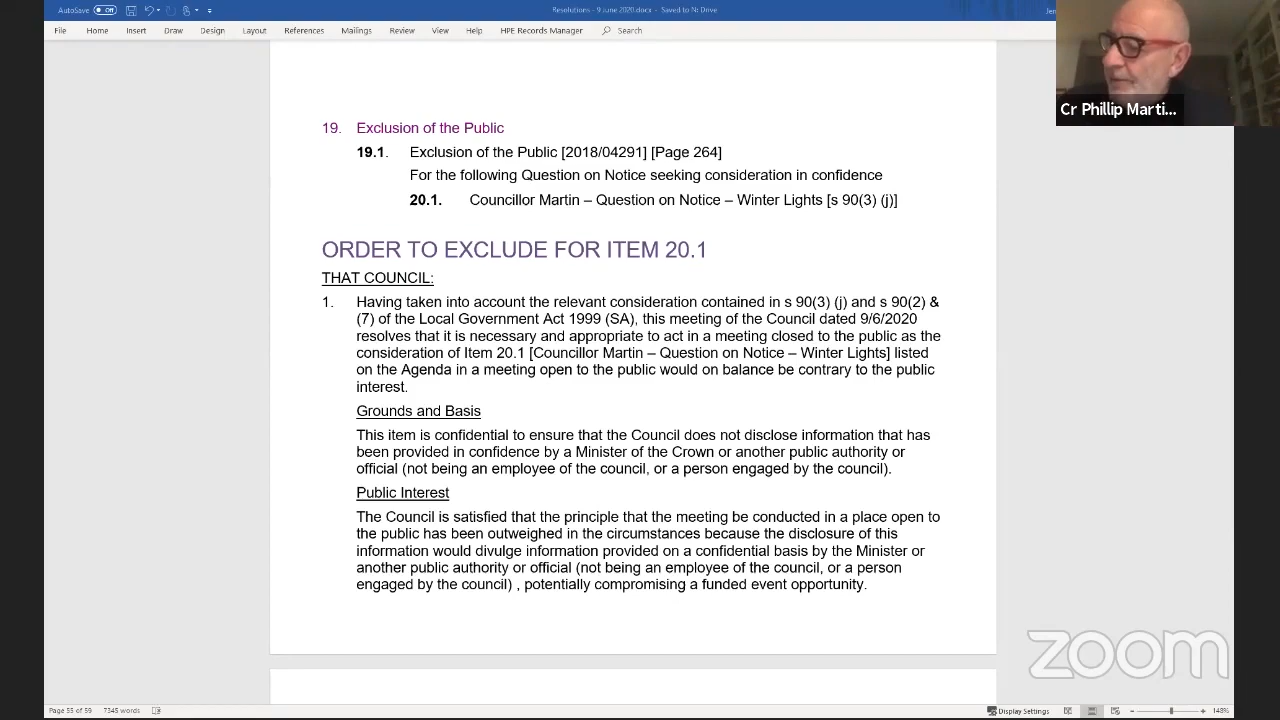 AutoSave Off
Resolutions - 9 June 2020.docx - Saved to N: Drive
File Home Insert Draw Design Layout References Mailings Review View Help HPE Records Manager Search
Cr Phillip Marti...
19. Exclusion of the Public
19.1. Exclusion of the Public [2018/04291] [Page 264]
For the following Question on Notice seeking consideration in confidence
20.1. Councillor Martin – Question on Notice – Winter Lights [s 90(3) (j)]
ORDER TO EXCLUDE FOR ITEM 20.1
THAT COUNCIL:
1. Having taken into account the relevant consideration contained in s 90(3) (j) and s 90(2) &
(7) of the Local Government Act 1999 (SA), this meeting of the Council dated 9/6/2020
resolves that it is necessary and appropriate to act in a meeting closed to the public as the
consideration of Item 20.1 [Councillor Martin – Question on Notice – Winter Lights] listed
on the Agenda in a meeting open to the public would on balance be contrary to the public
interest.
Grounds and Basis
This item is confidential to ensure that the Council does not disclose information that has
been provided in confidence by a Minister of the Crown or another public authority or
official (not being an employee of the council, or a person engaged by the council).
Public Interest
The Council is satisfied that the principle that the meeting be conducted in a place open to
the public has been outweighed in the circumstances because the disclosure of this
information would divulge information provided on a confidential basis by the Minister or
another public authority or official (not being an employee of the council, or a person
engaged by the council) , potentially compromising a funded event opportunity.
zoom
Page 55 of 59 7345 words
Display Settings
148%